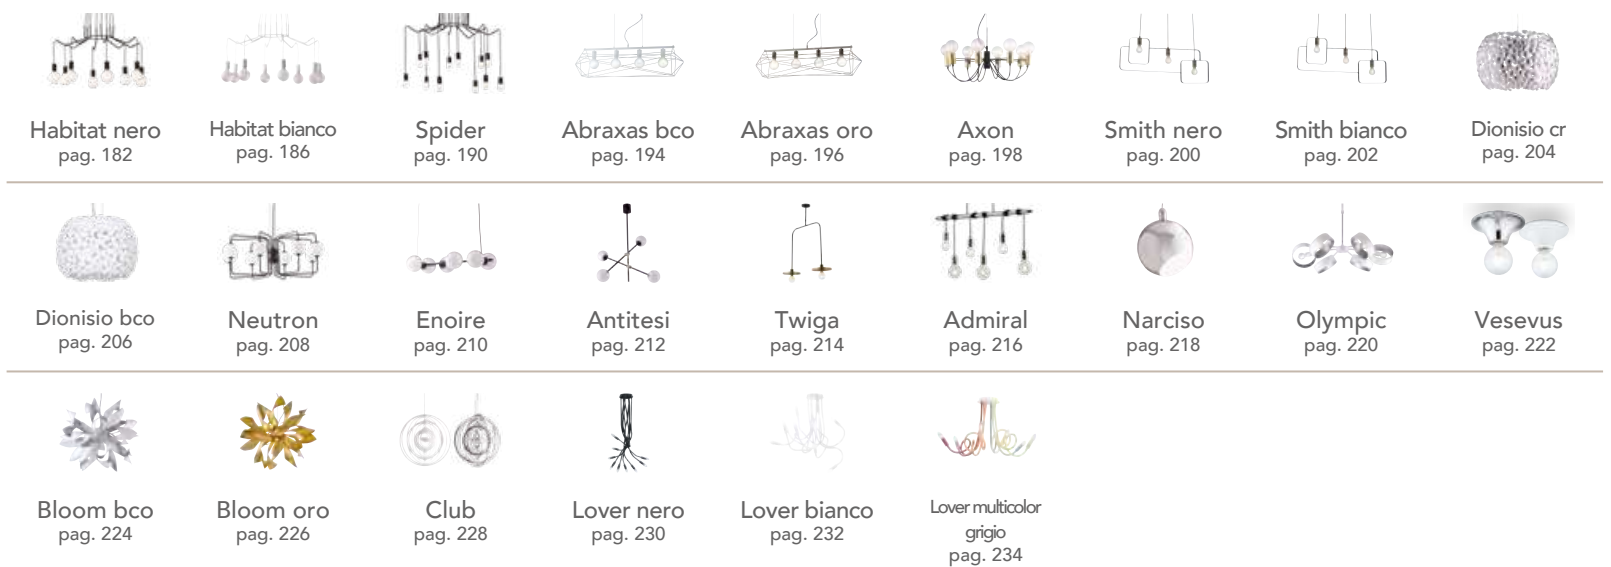 Habitat nero
pag. 182
Habitat bianco
pag. 186
Spider
pag. 190
Abraxas bco
pag. 194
Abraxas oro
pag. 196
Axon
pag. 198
Smith nero
pag. 200
Smith bianco
pag. 202
Dionisio cr
pag. 204
Dionisio bco
pag. 206
Neutron
pag. 208
Enoire
pag. 210
Antitesi
pag. 212
Twiga
pag. 214
Admiral
pag. 216
Narciso
pag. 218
Olympic
pag. 220
Vesevus
pag. 222
Bloom bco
pag. 224
Bloom oro
pag. 226
Club
pag. 228
Lover nero
pag. 230
Lover bianco
pag. 232
Lover multicolor
grigio
pag. 234